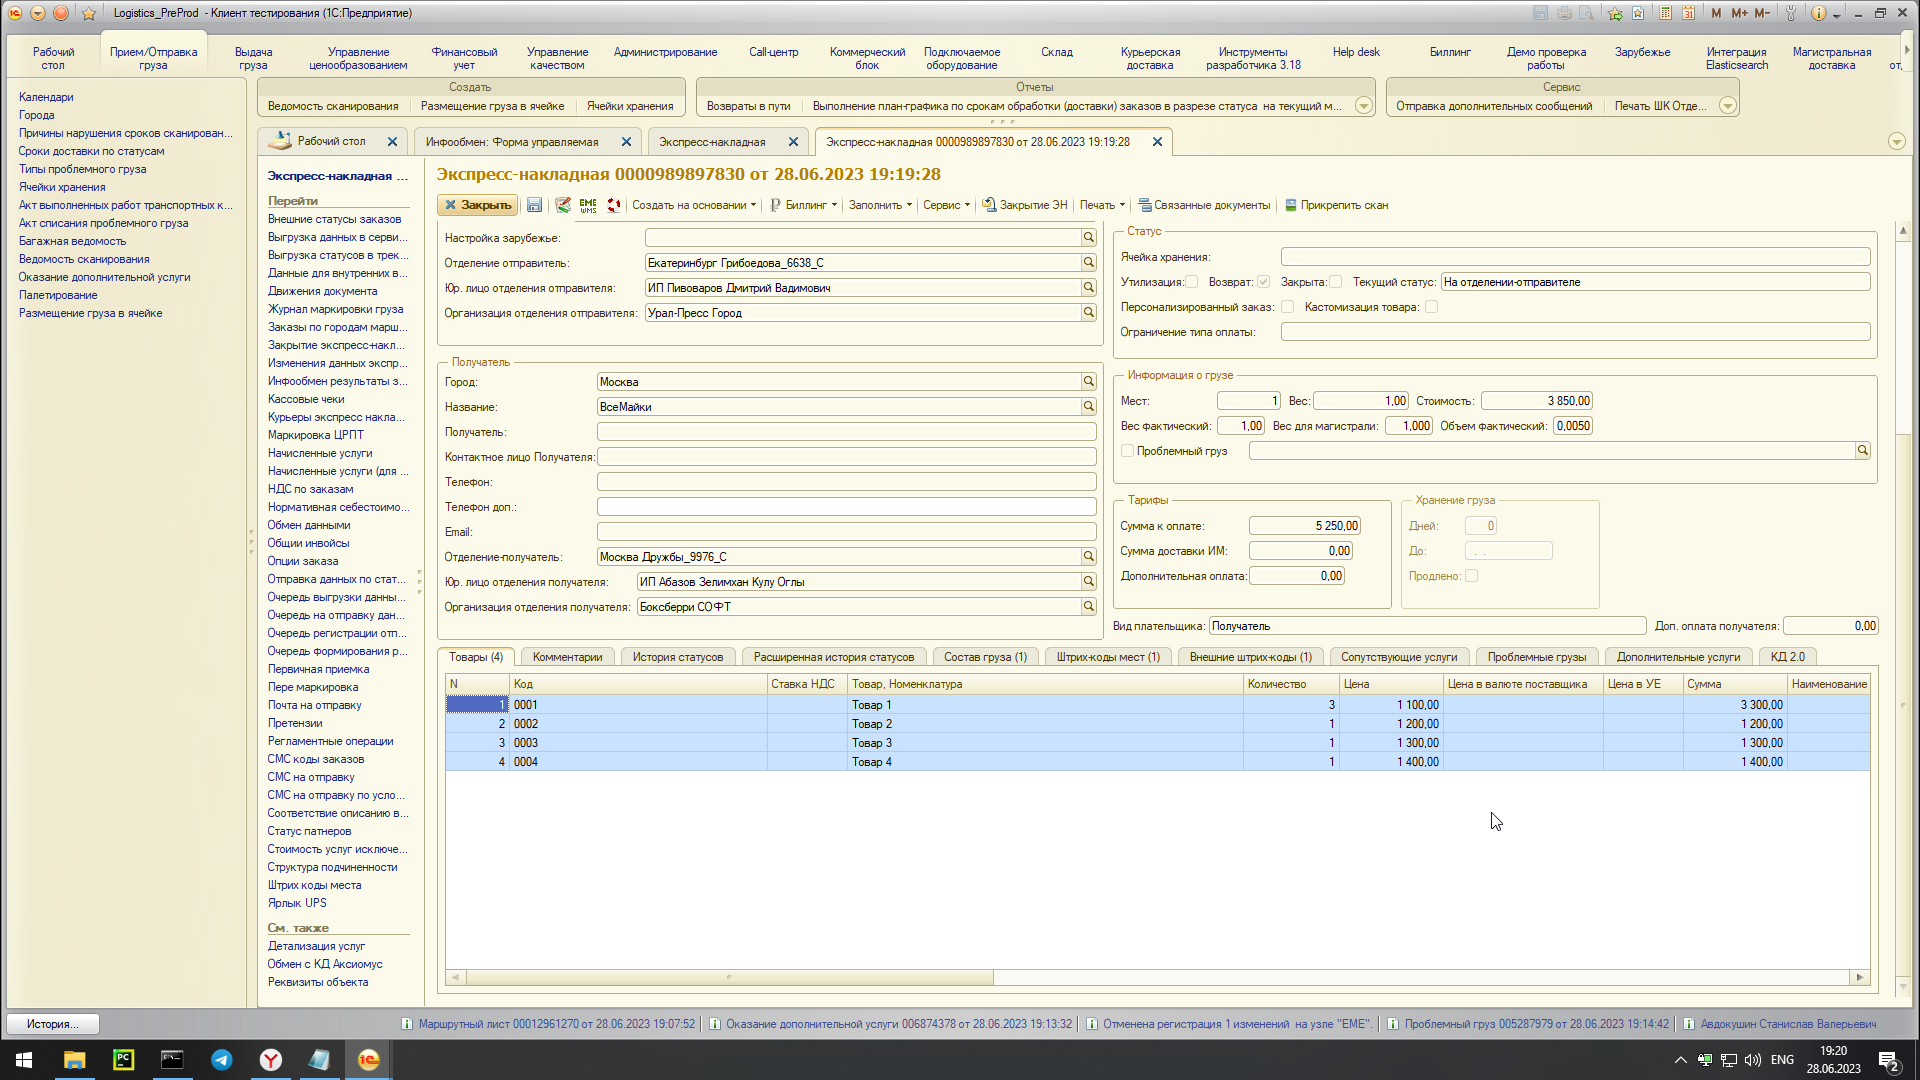 Logistics_PreProd - Клиент тестирования (1С:Предприятие)
M M+ M-
Рабочий стол
Прием/Отправка груза
Выдача груза
Управление ценообразованием
Финансовый учет
Управление качеством
Администрирование
Call-центр
Коммерческий блок
Подключаемое оборудование
Склад
Курьерская доставка
Инструменты разработчика 3.18
Help desk
Биллинг
Демо проверка работы
Зарубежье
Интеграция Elasticsearch
Магистральная доставка
от,
Создать
Ведомость сканирования Размещение груза в ячейке Ячейки хранения
Отчеты
Возвраты в пути Выполнение план-графика по срокам обработки (доставки) заказов в разрезе статуса на текущий м...
Сервис
Отправка дополнительных сообщений Печать ШК Отде...
Календари
Города
Причины нарушения сроков сканирован...
Сроки доставки по статусам
Типы проблемного груза
Ячейки хранения
Акт выполненных работ транспортных к...
Акт списания проблемного груза
Багажная ведомость
Ведомость сканирования
Оказание дополнительной услуги
Палетирование
Размещение груза в ячейке
Рабочий стол
Инфообмен: Форма управляемая
Экспресс-накладная
Экспресс-накладная 0000989897830 от 28.06.2023 19:19:28
Экспресс-накладная ...
Перейти
Внешние статусы заказов
Выгрузка данных в серви...
Выгрузка статусов в трек...
Данные для внутренних в...
Движения документа
Журнал маркировки груза
Заказы по городам марш...
Закрытие экспресс-накл...
Изменения данных экспр...
Инфообмен результаты з...
Кассовые чеки
Курьеры экспресс накла...
Маркировка ЦРПТ
Начисленные услуги
Начисленные услуги (для ...
НДС по заказам
Нормативная себестоимо...
Обмен данными
Общии инвойсы
Опции заказа
Отправка данных по стат...
Очередь выгрузки данны...
Очередь на отправку дан...
Очередь регистрации отп...
Очередь формирования р...
Первичная приемка
Пере маркировка
Почта на отправку
Претензии
Регламентные операции
СМС коды заказов
СМС на отправку
СМС на отправку по усло...
Соответствие описанию в...
Статус патнеров
Стоимость услуг исключе...
Структура подчиненности
Штрих коды места
Ярлык UPS
См. также
Детализация услуг
Обмен с КД Аксиомус
Реквизиты объекта
Экспресс-накладная 0000989897830 от 28.06.2023 19:19:28
Закрыть EME WMS Создать на основании Биллинг Заполнить Сервис Закрытие ЭН Печать Связанные документы Прикрепить скан
Настройка зарубежье:
Отделение отправитель: Екатеринбург Грибоедова_6638_С
Юр. лицо отделения отправителя: ИП Пивоваров Дмитрий Вадимович
Организация отделения отправителя: Урал-Пресс Город
Получатель
Город: Москва
Название: ВсеМайки
Получатель:
Контактное лицо Получателя:
Телефон:
Телефон доп.:
Email:
Отделение-получатель: Москва Дружбы_9976_С
Юр. лицо отделения получателя: ИП Абазов Зелимхан Кулу Оглы
Организация отделения получателя: Боксберри СОФТ
Статус
Ячейка хранения:
Утилизация: Возврат: Закрыта: Текущий статус: На отделении-отправителе
Персонализированный заказ: Кастомизация товара:
Ограничение типа оплаты:
Информация о грузе
Мест: 1 Вес: 1,00 Стоимость: 3 850,00
Вес фактический: 1,00 Вес для магистрали: 1,000 Объем фактический: 0,0050
Проблемный груз
Тарифы
Сумма к оплате: 5 250,00
Сумма доставки ИМ: 0,00
Дополнительная оплата: 0,00
Хранение груза
Дней: 0
До: . .
Продлено:
Вид плательщика: Получатель Доп. оплата получателя: 0,00
Товары (4) Комментарии История статусов Расширенная история статусов Состав груза (1) Штрих-коды мест (1) Внешние штрих-коды (1) Сопутствующие услуги Проблемные грузы Дополнительные услуги КД 2.0
N Код Ставка НДС Товар, Номенклатура Количество Цена Цена в валюте поставщика Цена в УЕ Сумма Наименование
1 0001 Товар 1 3 1 100,00 3 300,00
2 0002 Товар 2 1 1 200,00 1 200,00
3 0003 Товар 3 1 1 300,00 1 300,00
4 0004 Товар 4 1 1 400,00 1 400,00
История... Маршрутный лист 00012961270 от 28.06.2023 19:07:52 Оказание дополнительной услуги 006874378 от 28.06.2023 19:13:32 Отменена регистрация 1 изменений на узле "EME". Проблемный груз 005287979 от 28.06.2023 19:14:42 Авдокушин Станислав Валерьевич
ENG
19:20
28.06.2023
2